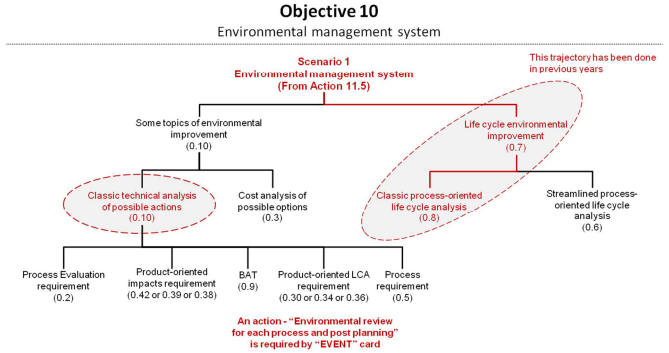 Objective 10
Environmental management system
Scenario 1
Environmental management system
(From Action 11.5)
This trajectory has been done
in previous years
Some topics of environmental
improvement
(0.10)
Life cycle environmental
improvement
(0.7)
Classic technical analysis
of possible actions
(0.10)
Cost analysis of
possible options
(0.3)
Classic process-oriented
life cycle analysis
(0.8)
Streamlined process-
oriented life cycle
analysis
(0.6)
Process Evaluation
requirement
(0.2)
Product-oriented
impacts requirement
(0.42 or 0.39 or 0.38)
BAT
(0.9)
Product-oriented LCA
requirement
(0.30 or 0.34 or 0.36)
Process
requirement
(0.5)
An action - “Environmental review
for each process and post planning”
is required by “EVENT” card